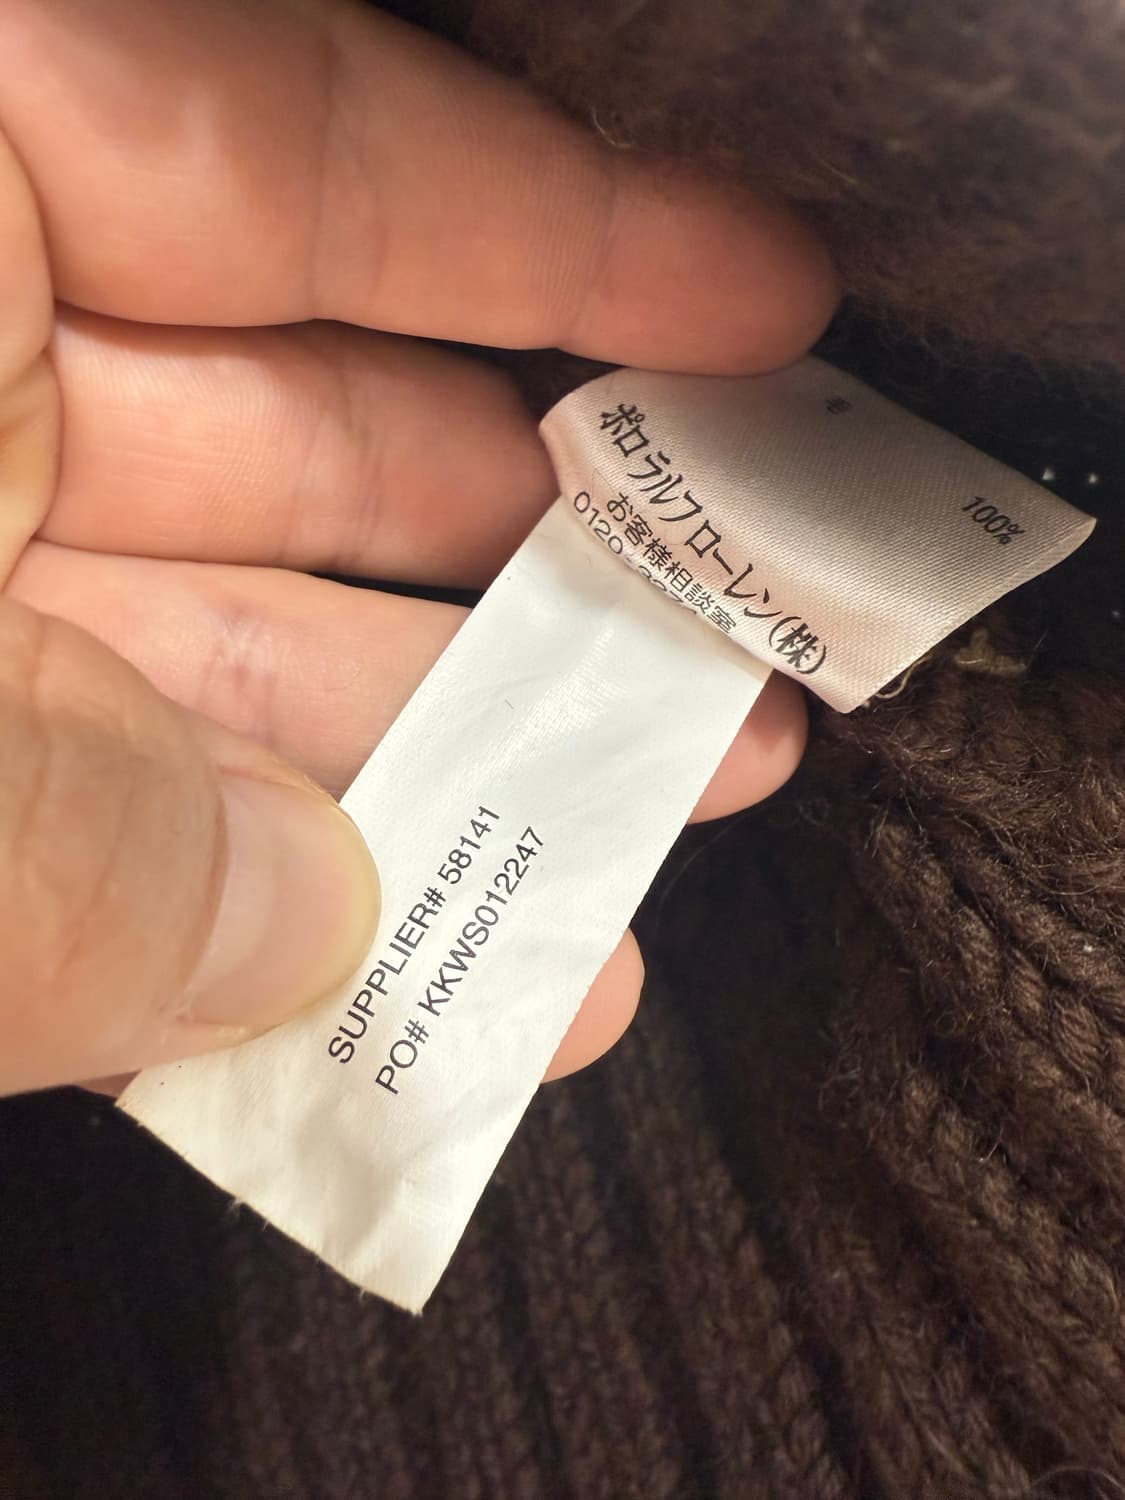 毛 100%
ポロ ラルフ ローレン(株)
お客様相談室
0120
SUPPLIER# 58141
PO# KKWS012247